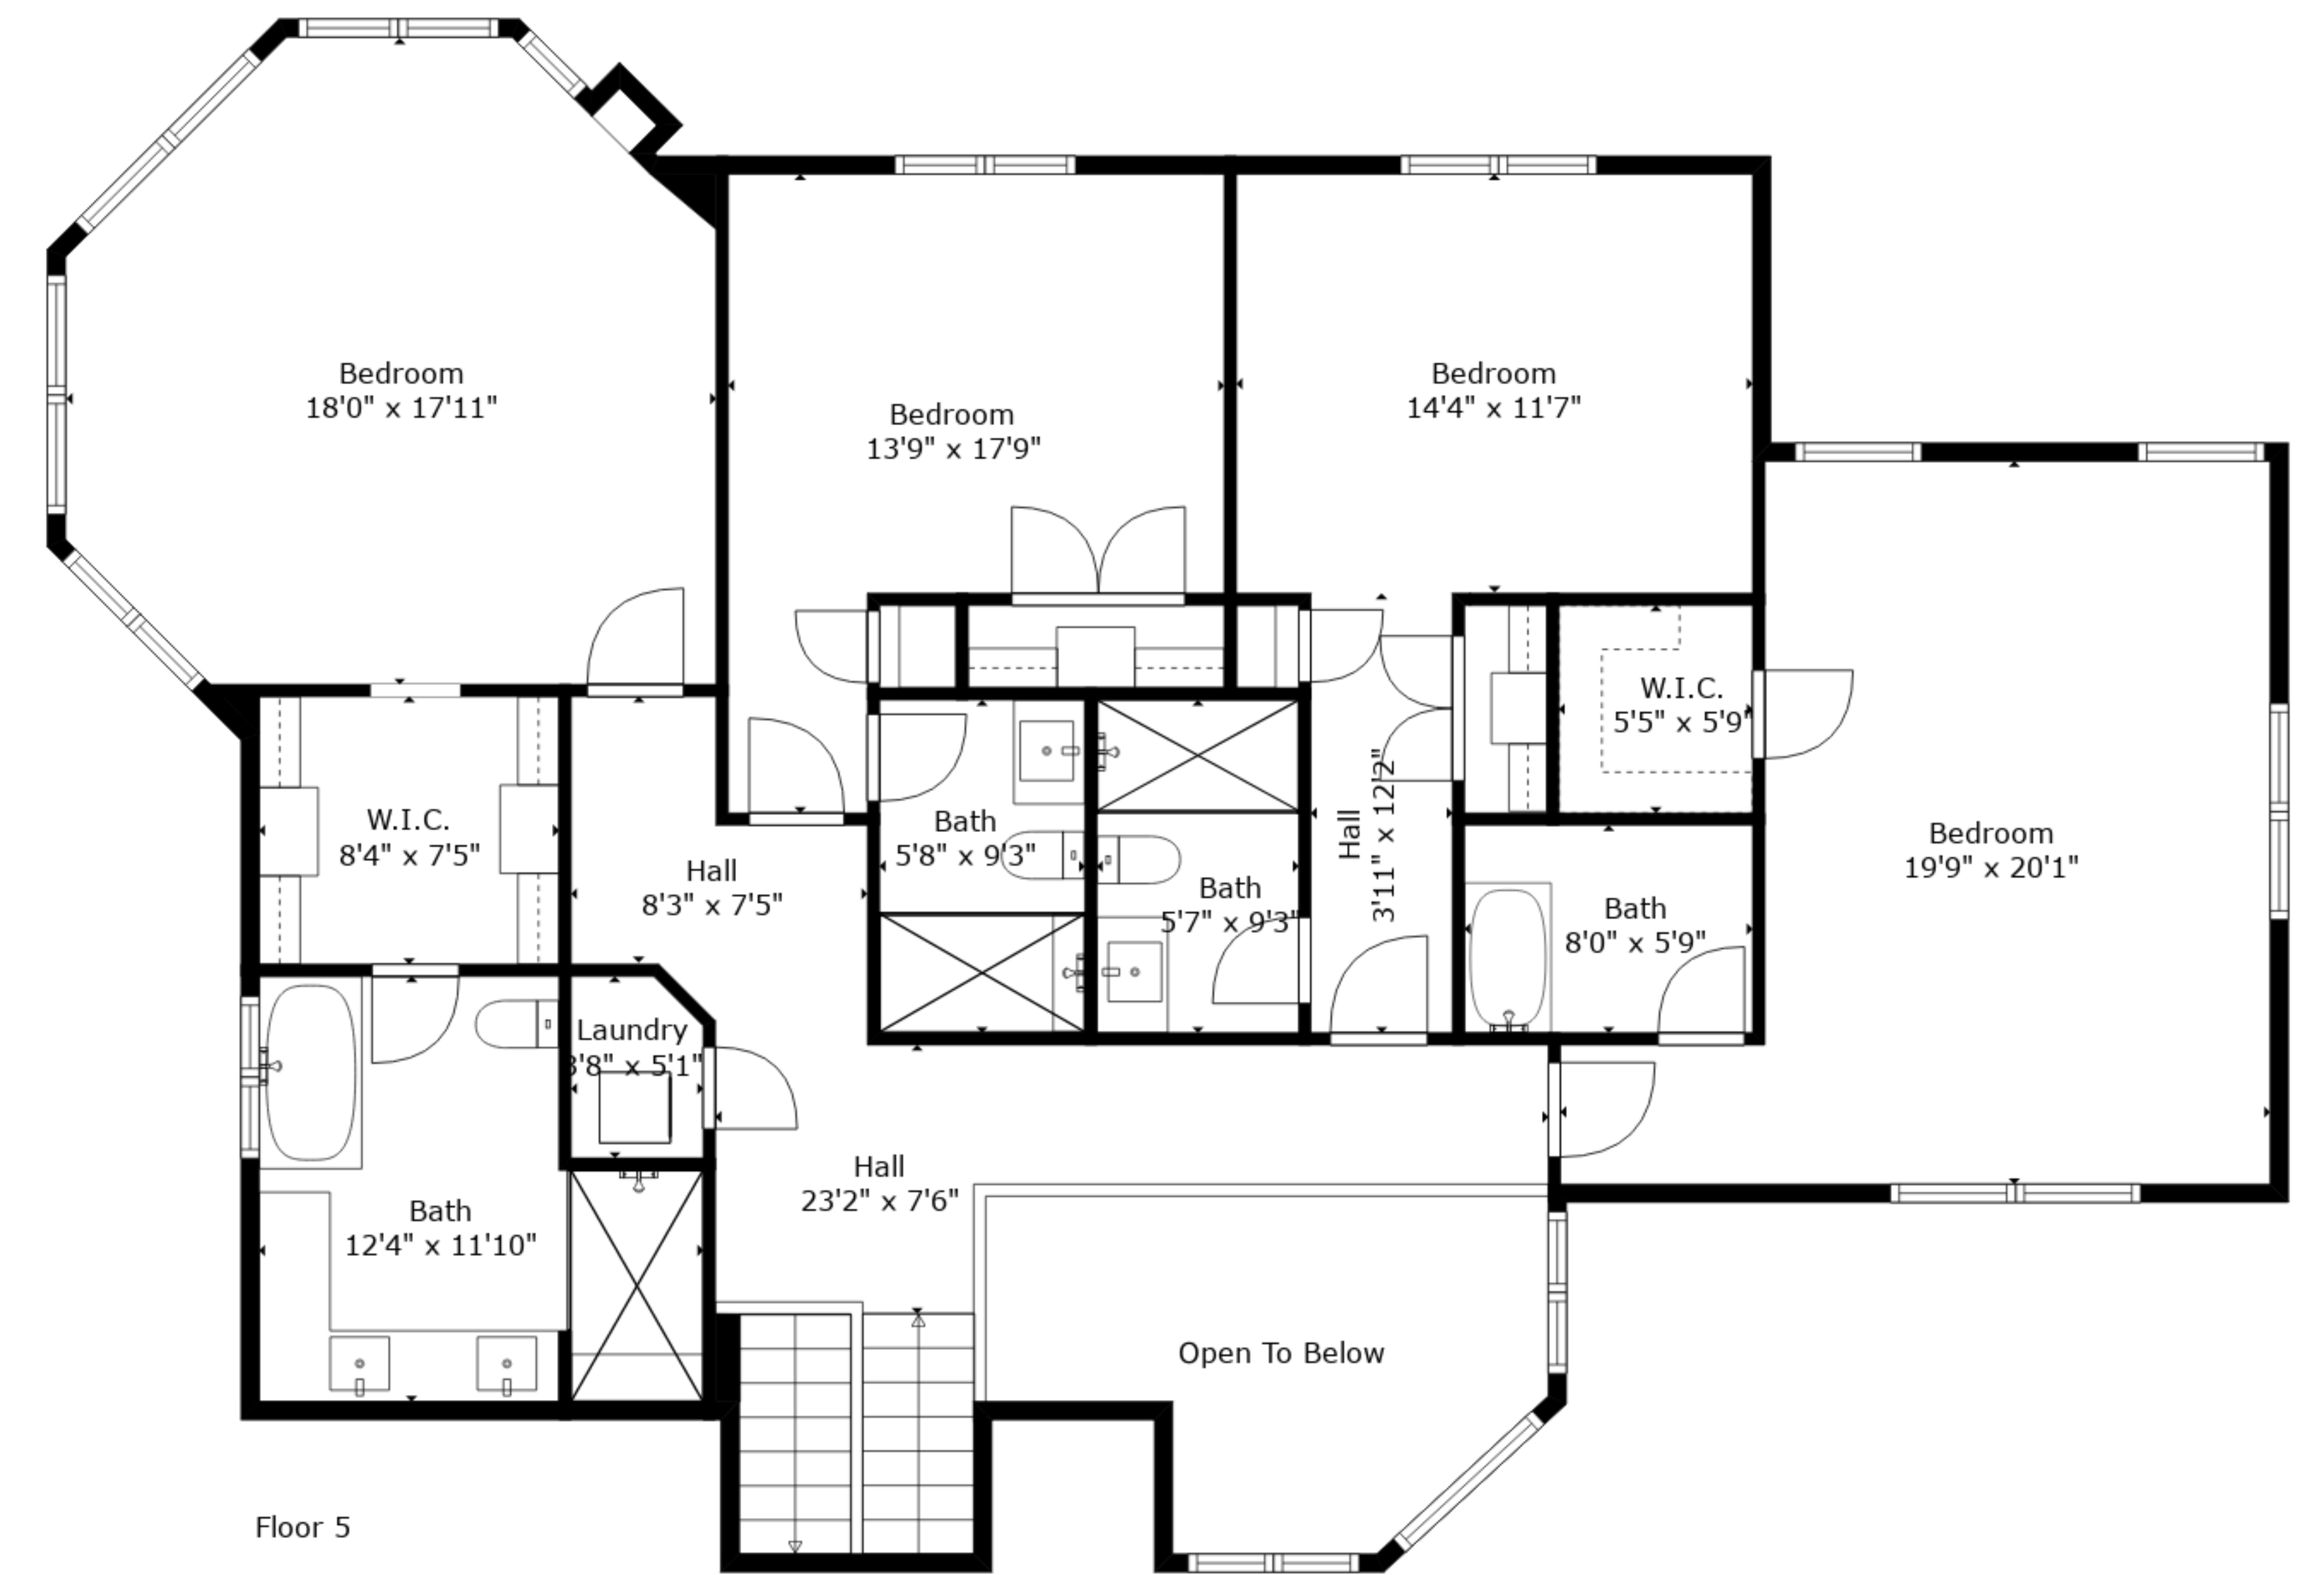 Bedroom
18'0" x 17'11"
Bedroom
13'9" x 17'9"
Bedroom
14'4" x 11'7"
W.I.C.
5'5" x 5'9"
W.I.C.
8'4" x 7'5"
Hall
8'3" x 7'5"
Bath
5'8" x 9'3"
Bath
5'7" x 9'3"
Hall
3'11" x 12'2"
Bath
8'0" x 5'9"
Bedroom
19'9" x 20'1"
Laundry
3'8" x 5'1"
Bath
12'4" x 11'10"
Hall
23'2" x 7'6"
Open To Below
Floor 5